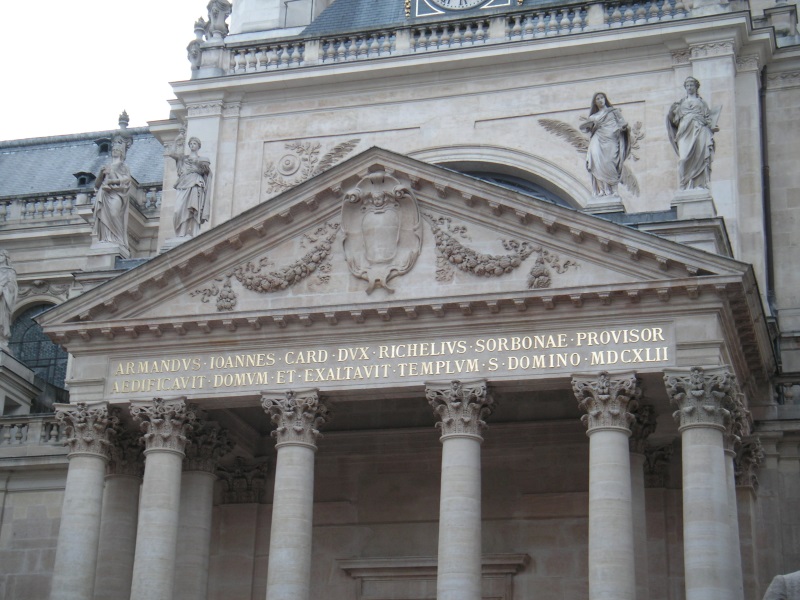 ARMANDVS · IOANNES · CARD · DVX · RICHELIVS · SORBONAE · PROVISOR
AEDIFICAVIT · DOMVM · ET · EXALTAVIT · TEMPLVM · S · DOMINO · MDCXLII